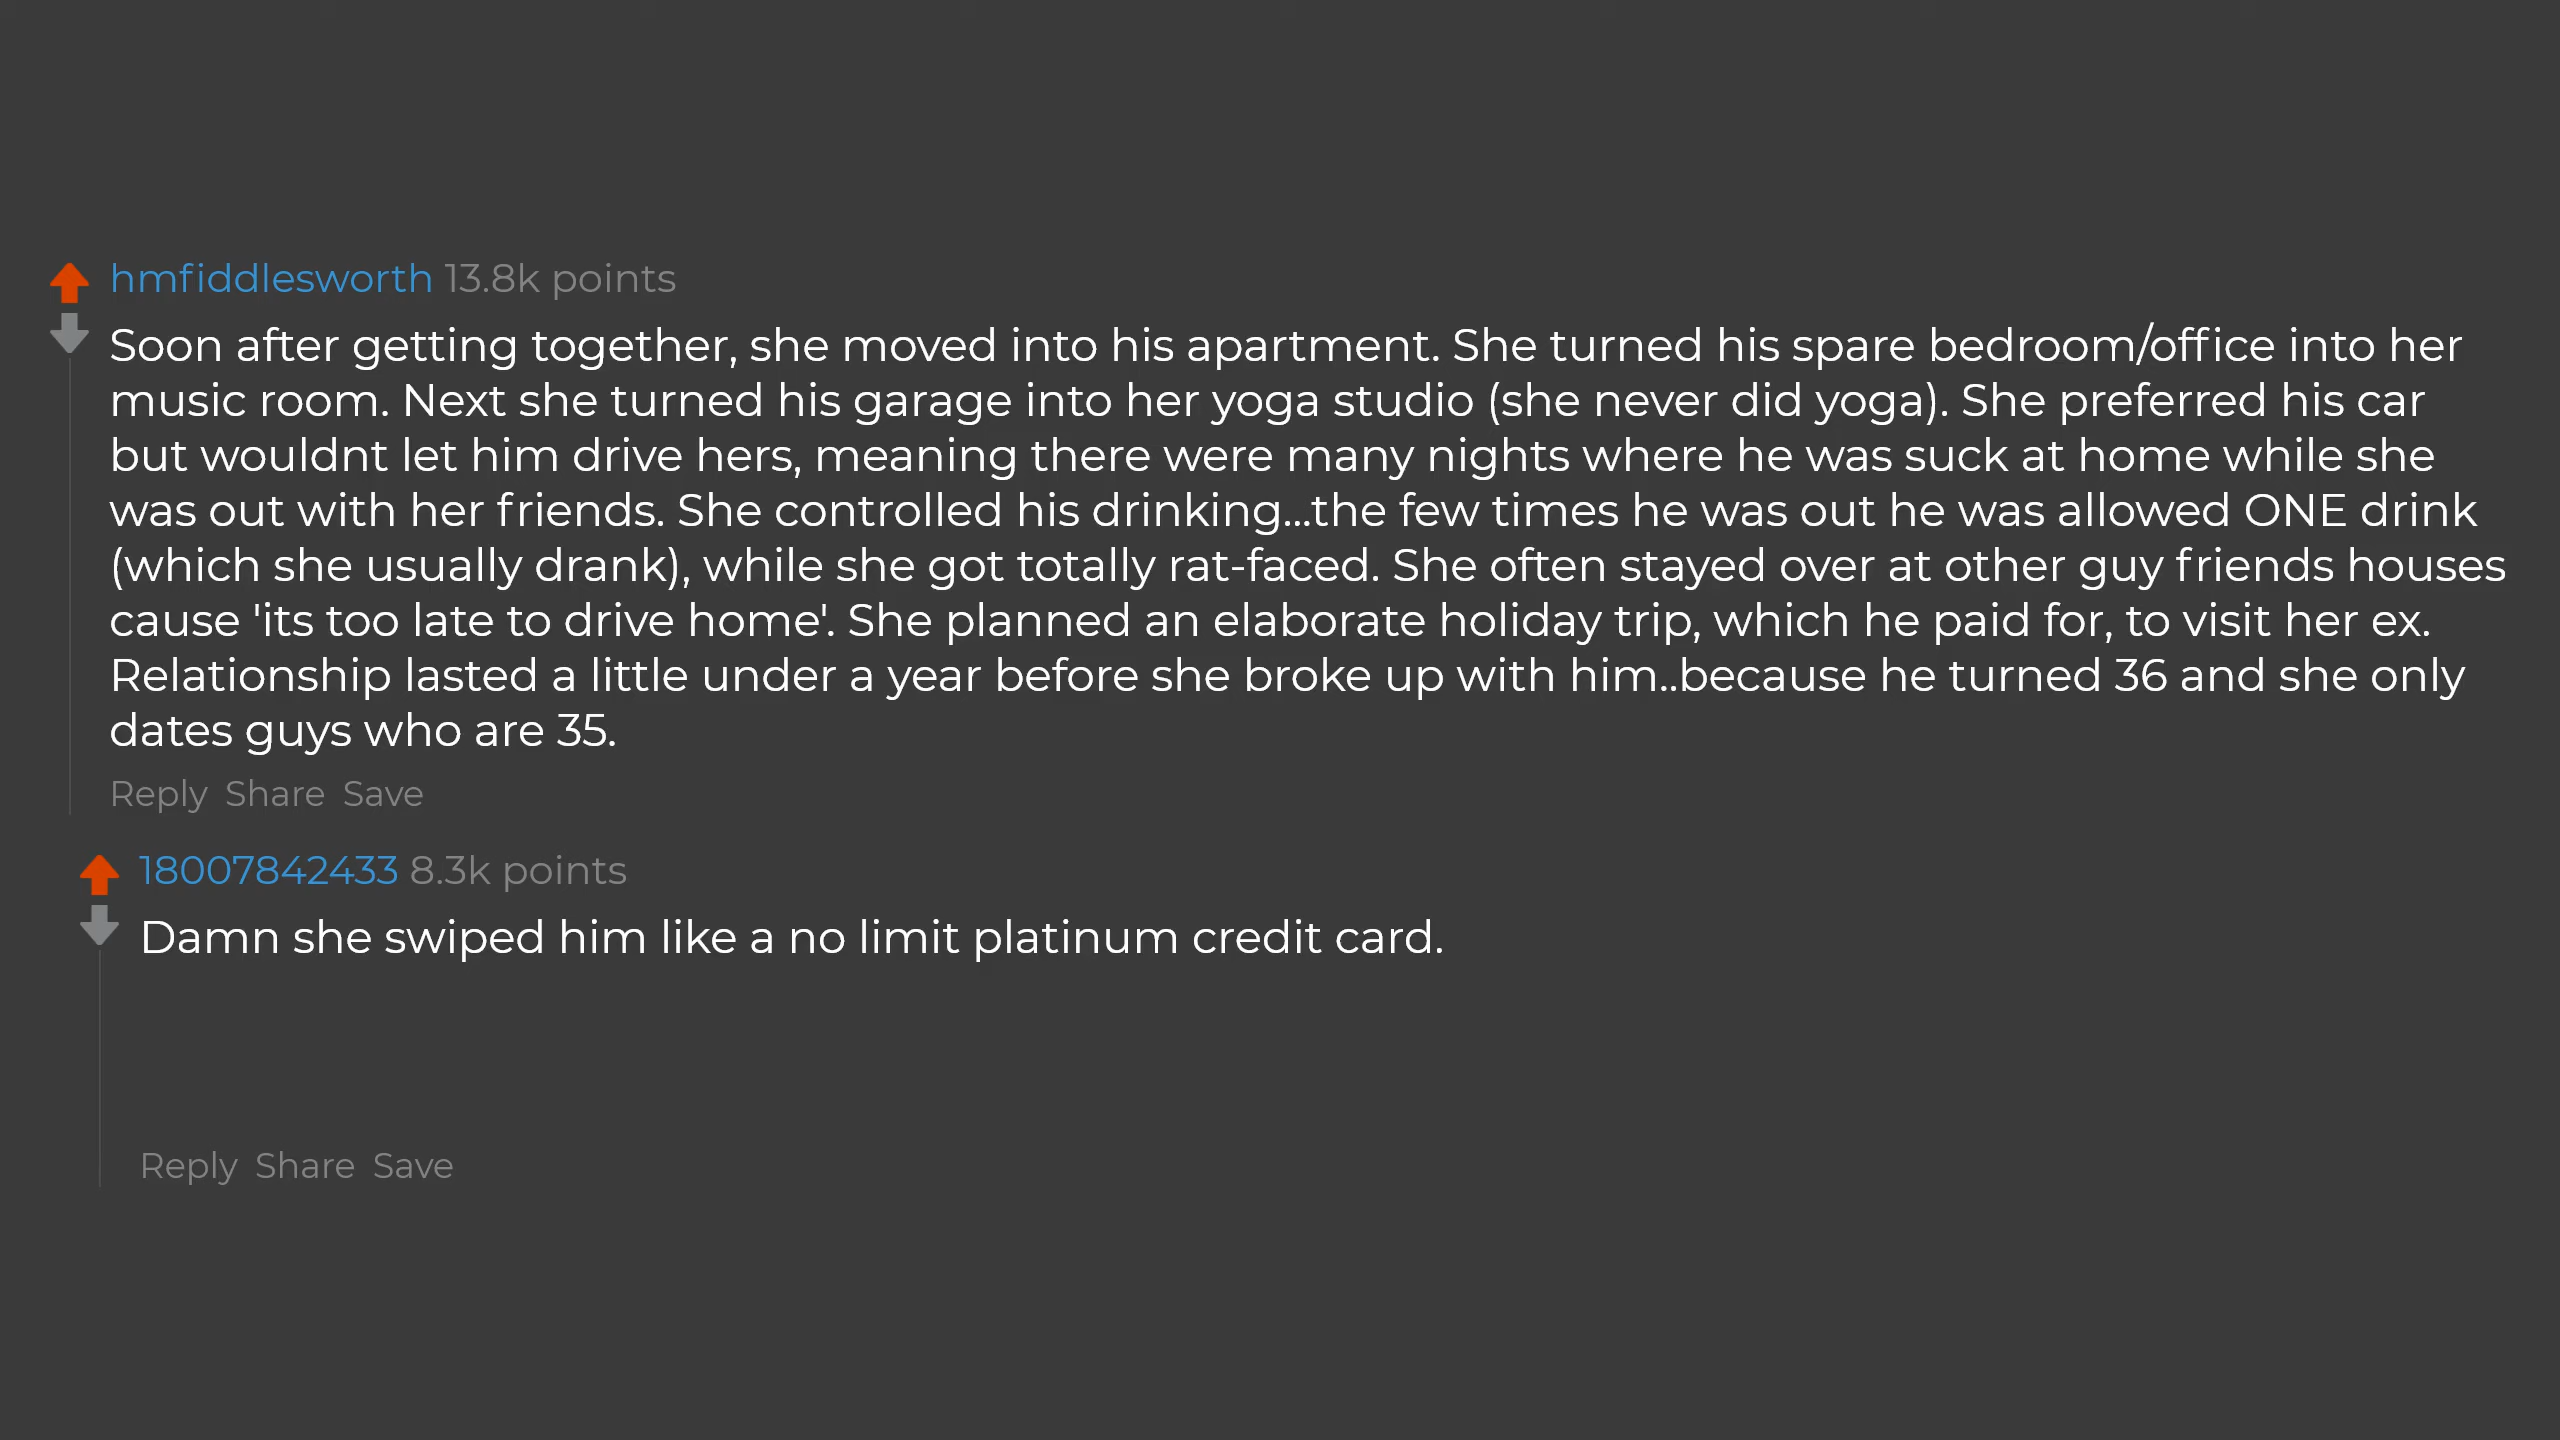 hmfiddlesworth 13.8k points
Soon after getting together, she moved into his apartment. She turned his spare bedroom/office into her
music room. Next she turned his garage into her yoga studio (she never did yoga). She preferred his car
but wouldnt let him drive hers, meaning there were many nights where he was suck at home while she
was out with her friends. She controlled his drinking...the few times he was out he was allowed ONE drink
(which she usually drank), while she got totally rat-faced. She often stayed over at other guy friends houses
cause 'its too late to drive home'. She planned an elaborate holiday trip, which he paid for, to visit her ex.
Relationship lasted a little under a year before she broke up with him..because he turned 36 and she only
dates guys who are 35.
Reply Share Save
18007842433 8.3k points
Damn she swiped him like a no limit platinum credit card.
Reply Share Save